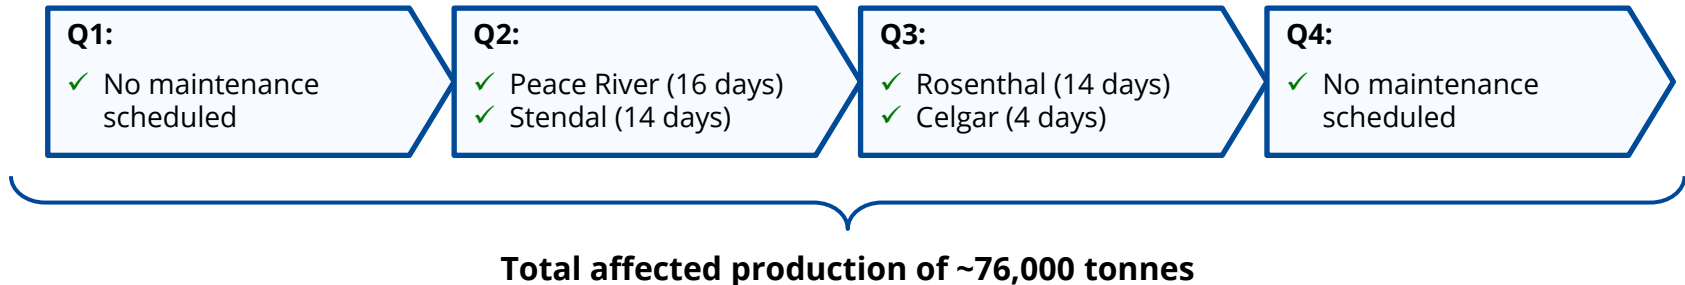 Q1:
✓ No maintenance
scheduled
Q2:
✓ Peace River (16 days)
✓ Stendal (14 days)
Q3:
✓ Rosenthal (14 days)
✓ Celgar (4 days)
Q4:
✓ No maintenance
scheduled
Total affected production of ~76,000 tonnes